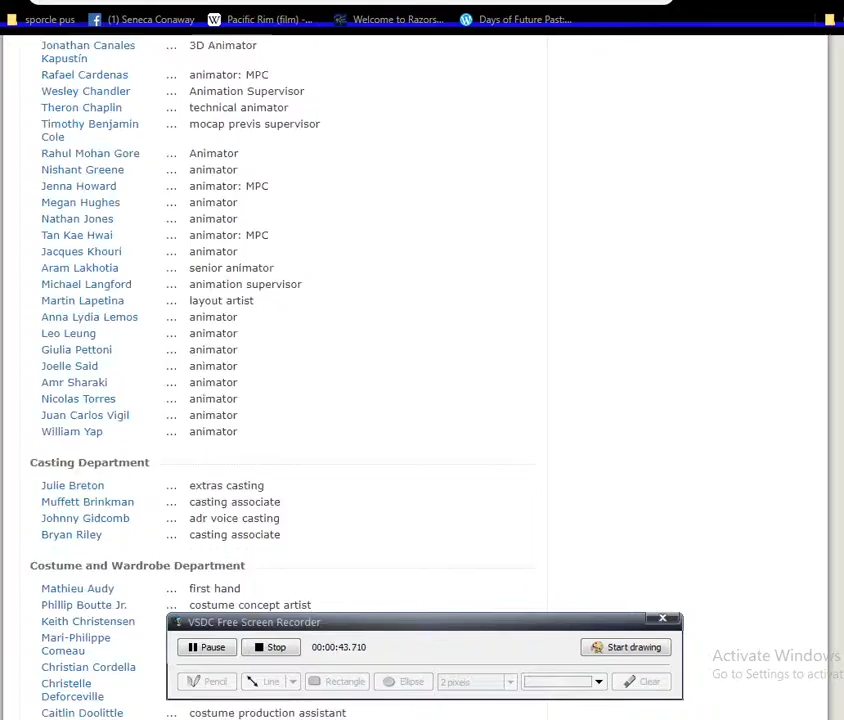 sporcle pus (1) Seneca Conaway Pacific Rim (film) -... Welcome to Razors... Days of Future Past:...
Jonathan Canales ... 3D Animator
Kapustín
Rafael Cardenas ... animator: MPC
Wesley Chandler ... Animation Supervisor
Theron Chaplin ... technical animator
Timothy Benjamin ... mocap previs supervisor
Cole
Rahul Mohan Gore ... Animator
Nishant Greene ... animator
Jenna Howard ... animator: MPC
Megan Hughes ... animator
Nathan Jones ... animator
Tan Kae Hwai ... animator: MPC
Jacques Khouri ... animator
Aram Lakhotia ... senior animator
Michael Langford ... animation supervisor
Martin Lapetina ... layout artist
Anna Lydia Lemos ... animator
Leo Leung ... animator
Giulia Pettoni ... animator
Joelle Said ... animator
Amr Sharaki ... animator
Nicolas Torres ... animator
Juan Carlos Vigil ... animator
William Yap ... animator
Casting Department
Julie Breton ... extras casting
Muffett Brinkman ... casting associate
Johnny Gidcomb ... adr voice casting
Bryan Riley ... casting associate
Costume and Wardrobe Department
Mathieu Audy ... first hand
Phillip Boutte Jr. ... costume concept artist
Keith Christensen
Mari-Philippe
Comeau
Christian Cordella
Christelle
Deforceville
Caitlin Doolittle ... costume production assistant
VSDC Free Screen Recorder X
Pause Stop 00:00:43.710 Start drawing
Pencil Line Rectangle Ellipse 2 pixels Clear
Activate Windows
Go to Settings to activat